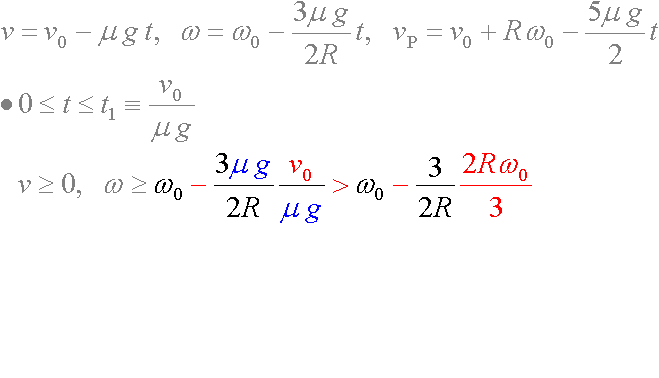 v = v₀ − μ g t, ω = ω₀ − 3μ g/2R t, v_P = v₀ + Rω₀ − 5μ g/2 t
• 0 ≤ t ≤ t₁ ≡ v₀/μ g
v ≥ 0, ω ≥ ω₀ − 3μ g/2R v₀/μ g > ω₀ − 3/2R 2Rω₀/3